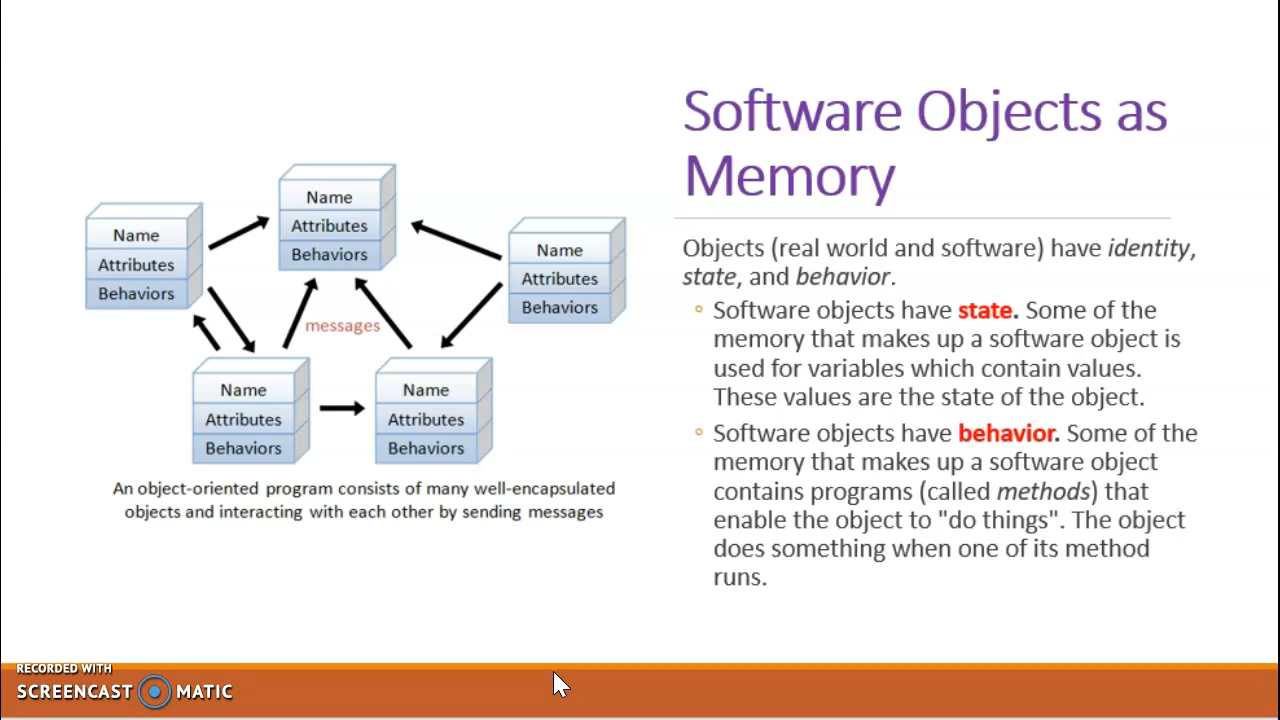 Software Objects as
Memory
Name
Attributes
Behaviors
Name
Attributes
Behaviors
Name
Attributes
Behaviors
messages
Name
Attributes
Behaviors
Name
Attributes
Behaviors
An object-oriented program consists of many well-encapsulated
objects and interacting with each other by sending messages
Objects (real world and software) have identity,
state, and behavior.
Software objects have state. Some of the
memory that makes up a software object is
used for variables which contain values.
These values are the state of the object.
Software objects have behavior. Some of the
memory that makes up a software object
contains programs (called methods) that
enable the object to "do things". The object
does something when one of its method
runs.
RECORDED WITH
SCREENCAST MATIC